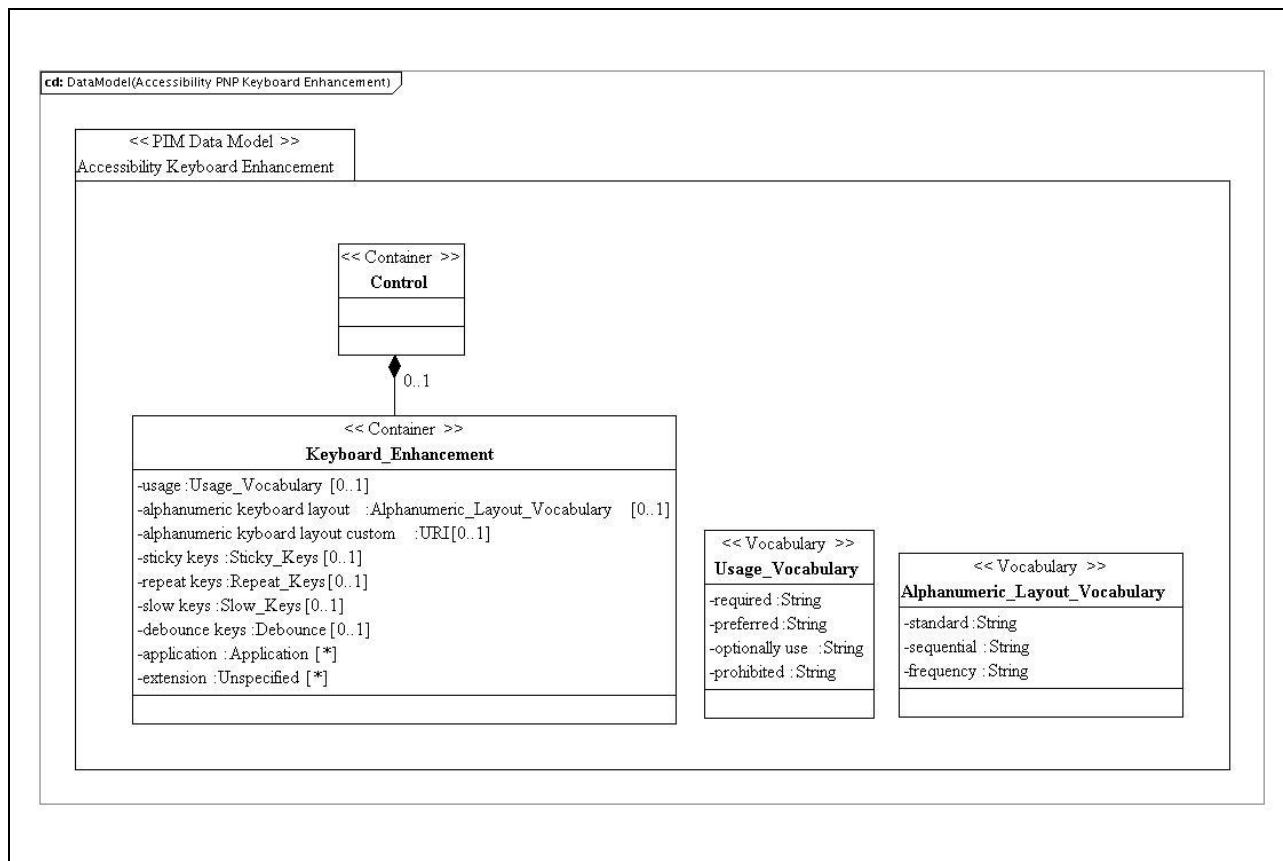 cd: DataModel(Accessibility PNP Keyboard Enhancement)
<< PIM Data Model >>
Accessibility Keyboard Enhancement
<< Container >>
Control
0..1
<< Container >>
Keyboard_Enhancement
-usage :Usage_Vocabulary [0..1]
-alphanumeric keyboard layout :Alphanumeric_Layout_Vocabulary [0..1]
-alphanumeric kyboard layout custom :URI[0..1]
-sticky keys :Sticky_Keys [0..1]
-repeat keys :Repeat_Keys [0..1]
-slow keys :Slow_Keys [0..1]
-debounce keys :Debounce [0..1]
-application :Application [*]
-extension :Unspecified [*]
<< Vocabulary >>
Usage_Vocabulary
-required :String
-preferred :String
-optionally use :String
-prohibited :String
<< Vocabulary >>
Alphanumeric_Layout_Vocabulary
-standard :String
-sequential :String
-frequency :String